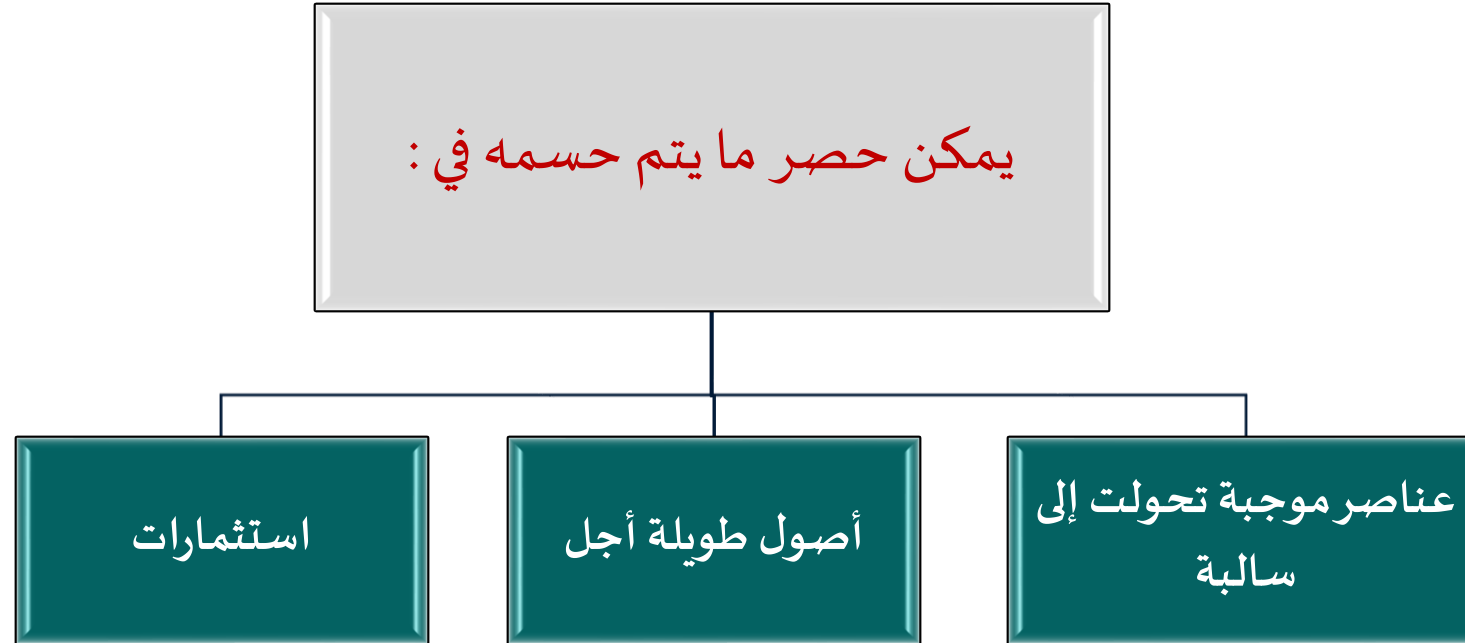 يمكن حصر ما يتم حسمه في :
عناصر موجبة تحولت إلى
سالبة
أصول طويلة أجل
استثمارات